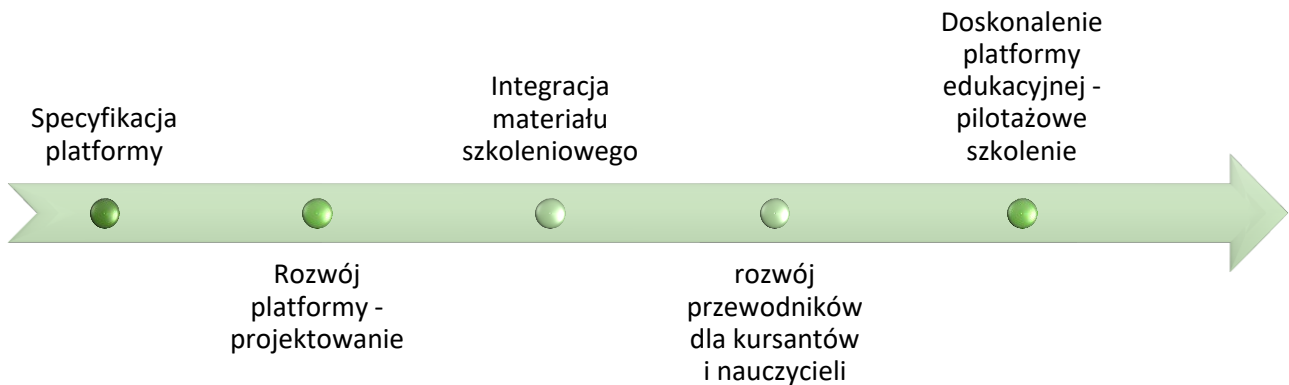 Specyfikacja
platformy
Rozwój
platformy -
projektowanie
Integracja
materiału
szkoleniowego
rozwój
przewodników
dla kursantów
i nauczycieli
Doskonalenie
platformy
edukacyjnej -
pilotażowe
szkolenie